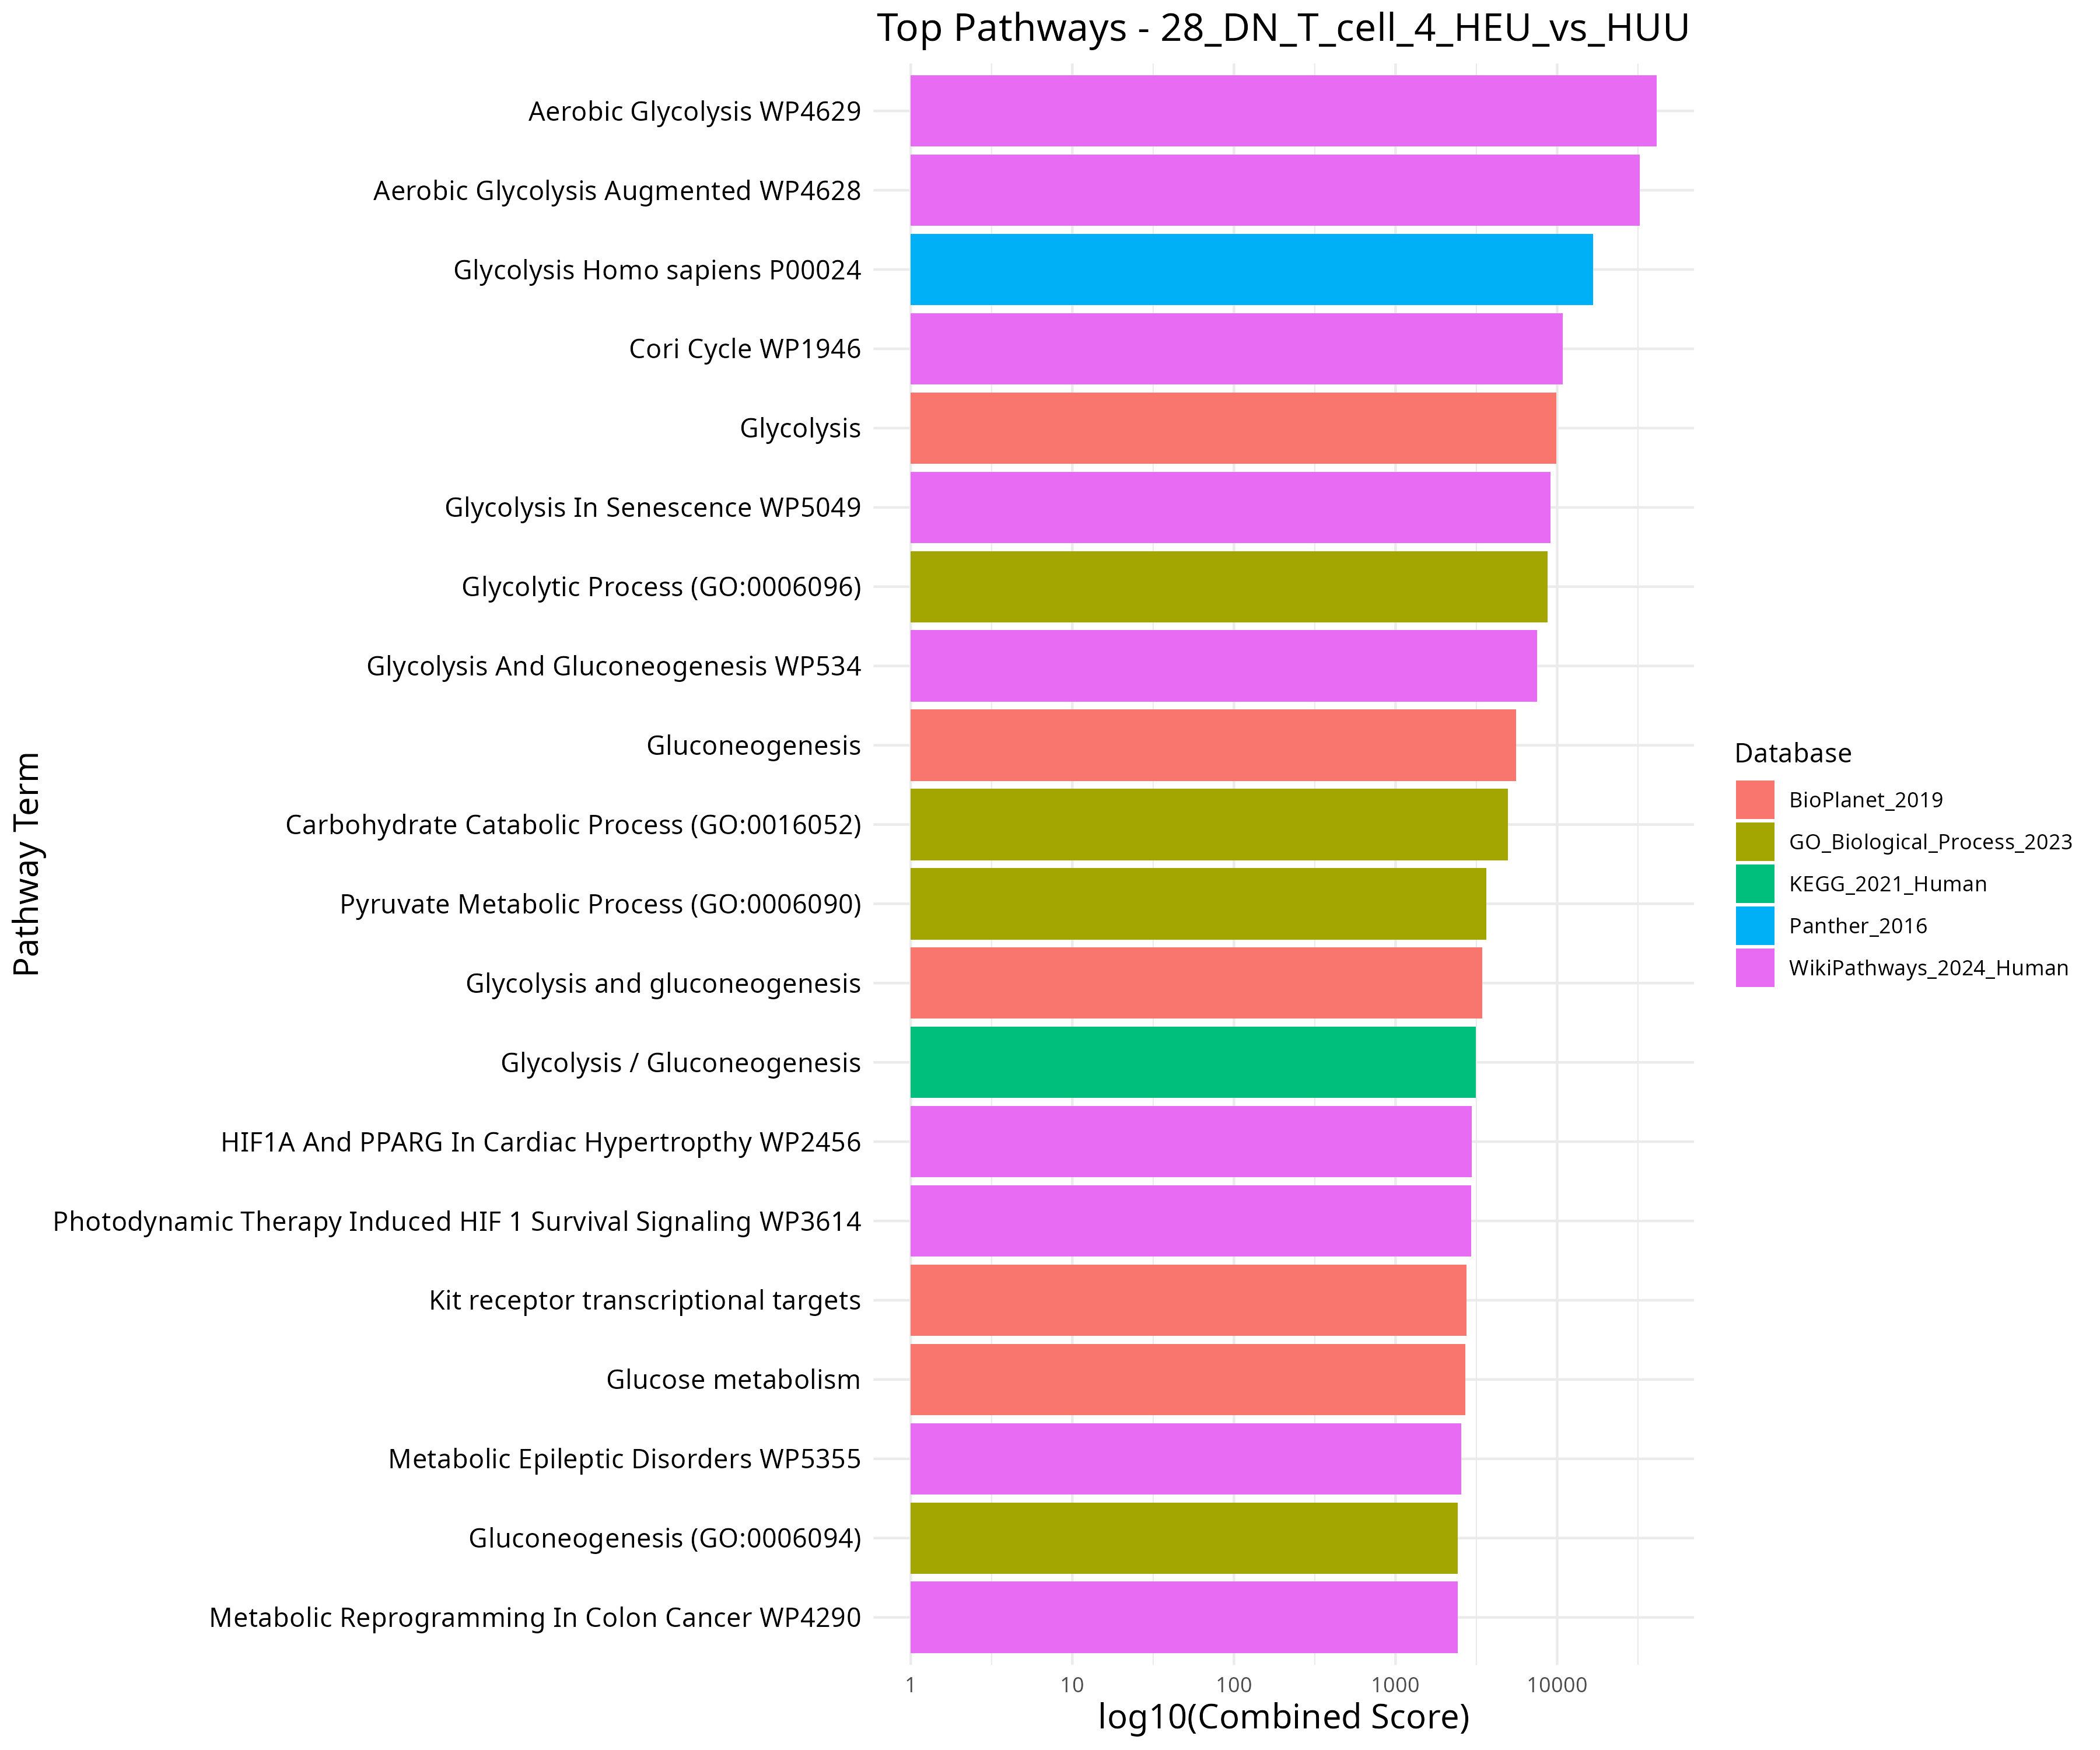 Top Pathways - 28_DN_T_cell_4_HEU_vs_HUU
Pathway Term
Aerobic Glycolysis WP4629
Aerobic Glycolysis Augmented WP4628
Glycolysis Homo sapiens P00024
Cori Cycle WP1946
Glycolysis
Glycolysis In Senescence WP5049
Glycolytic Process (GO:0006096)
Glycolysis And Gluconeogenesis WP534
Gluconeogenesis
Carbohydrate Catabolic Process (GO:0016052)
Pyruvate Metabolic Process (GO:0006090)
Glycolysis and gluconeogenesis
Glycolysis / Gluconeogenesis
HIF1A And PPARG In Cardiac Hypertropthy WP2456
Photodynamic Therapy Induced HIF 1 Survival Signaling WP3614
Kit receptor transcriptional targets
Glucose metabolism
Metabolic Epileptic Disorders WP5355
Gluconeogenesis (GO:0006094)
Metabolic Reprogramming In Colon Cancer WP4290
1 10 100 1000 10000
log10(Combined Score)
Database
BioPlanet_2019
GO_Biological_Process_2023
KEGG_2021_Human
Panther_2016
WikiPathways_2024_Human